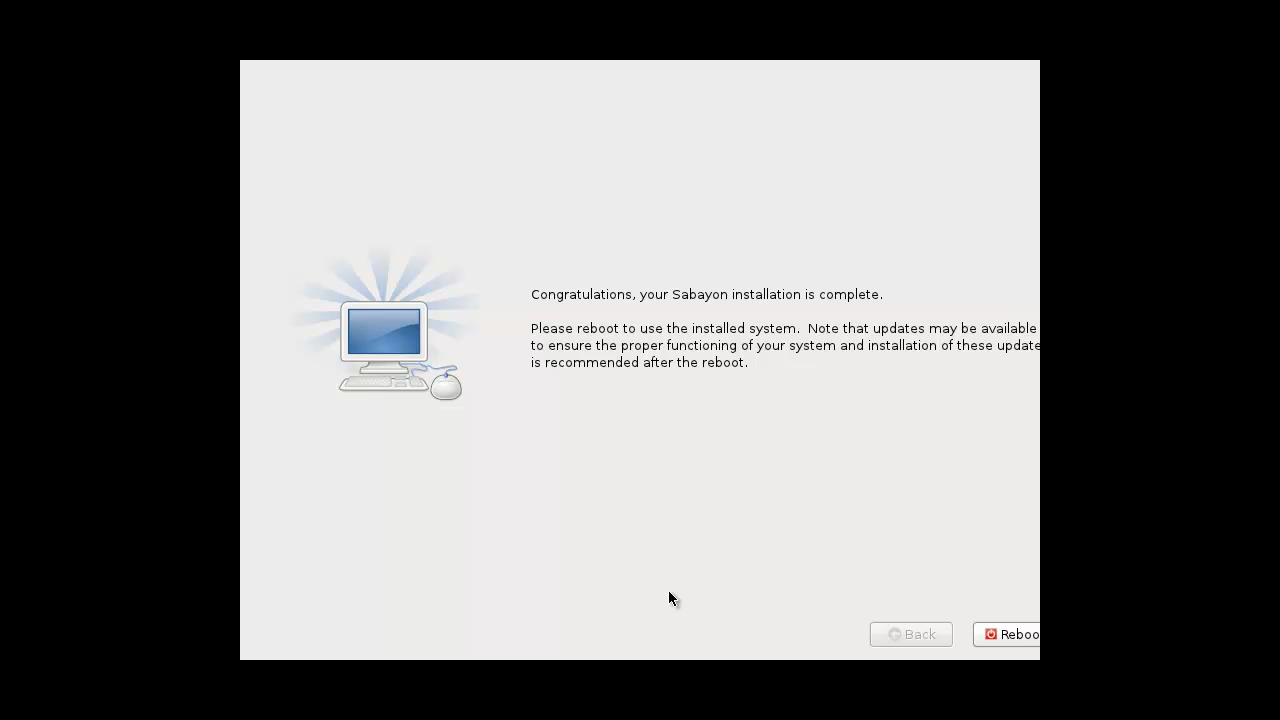 Congratulations, your Sabayon installation is complete.
Please reboot to use the installed system.  Note that updates may be available
to ensure the proper functioning of your system and installation of these update
is recommended after the reboot.
Back
Reboo